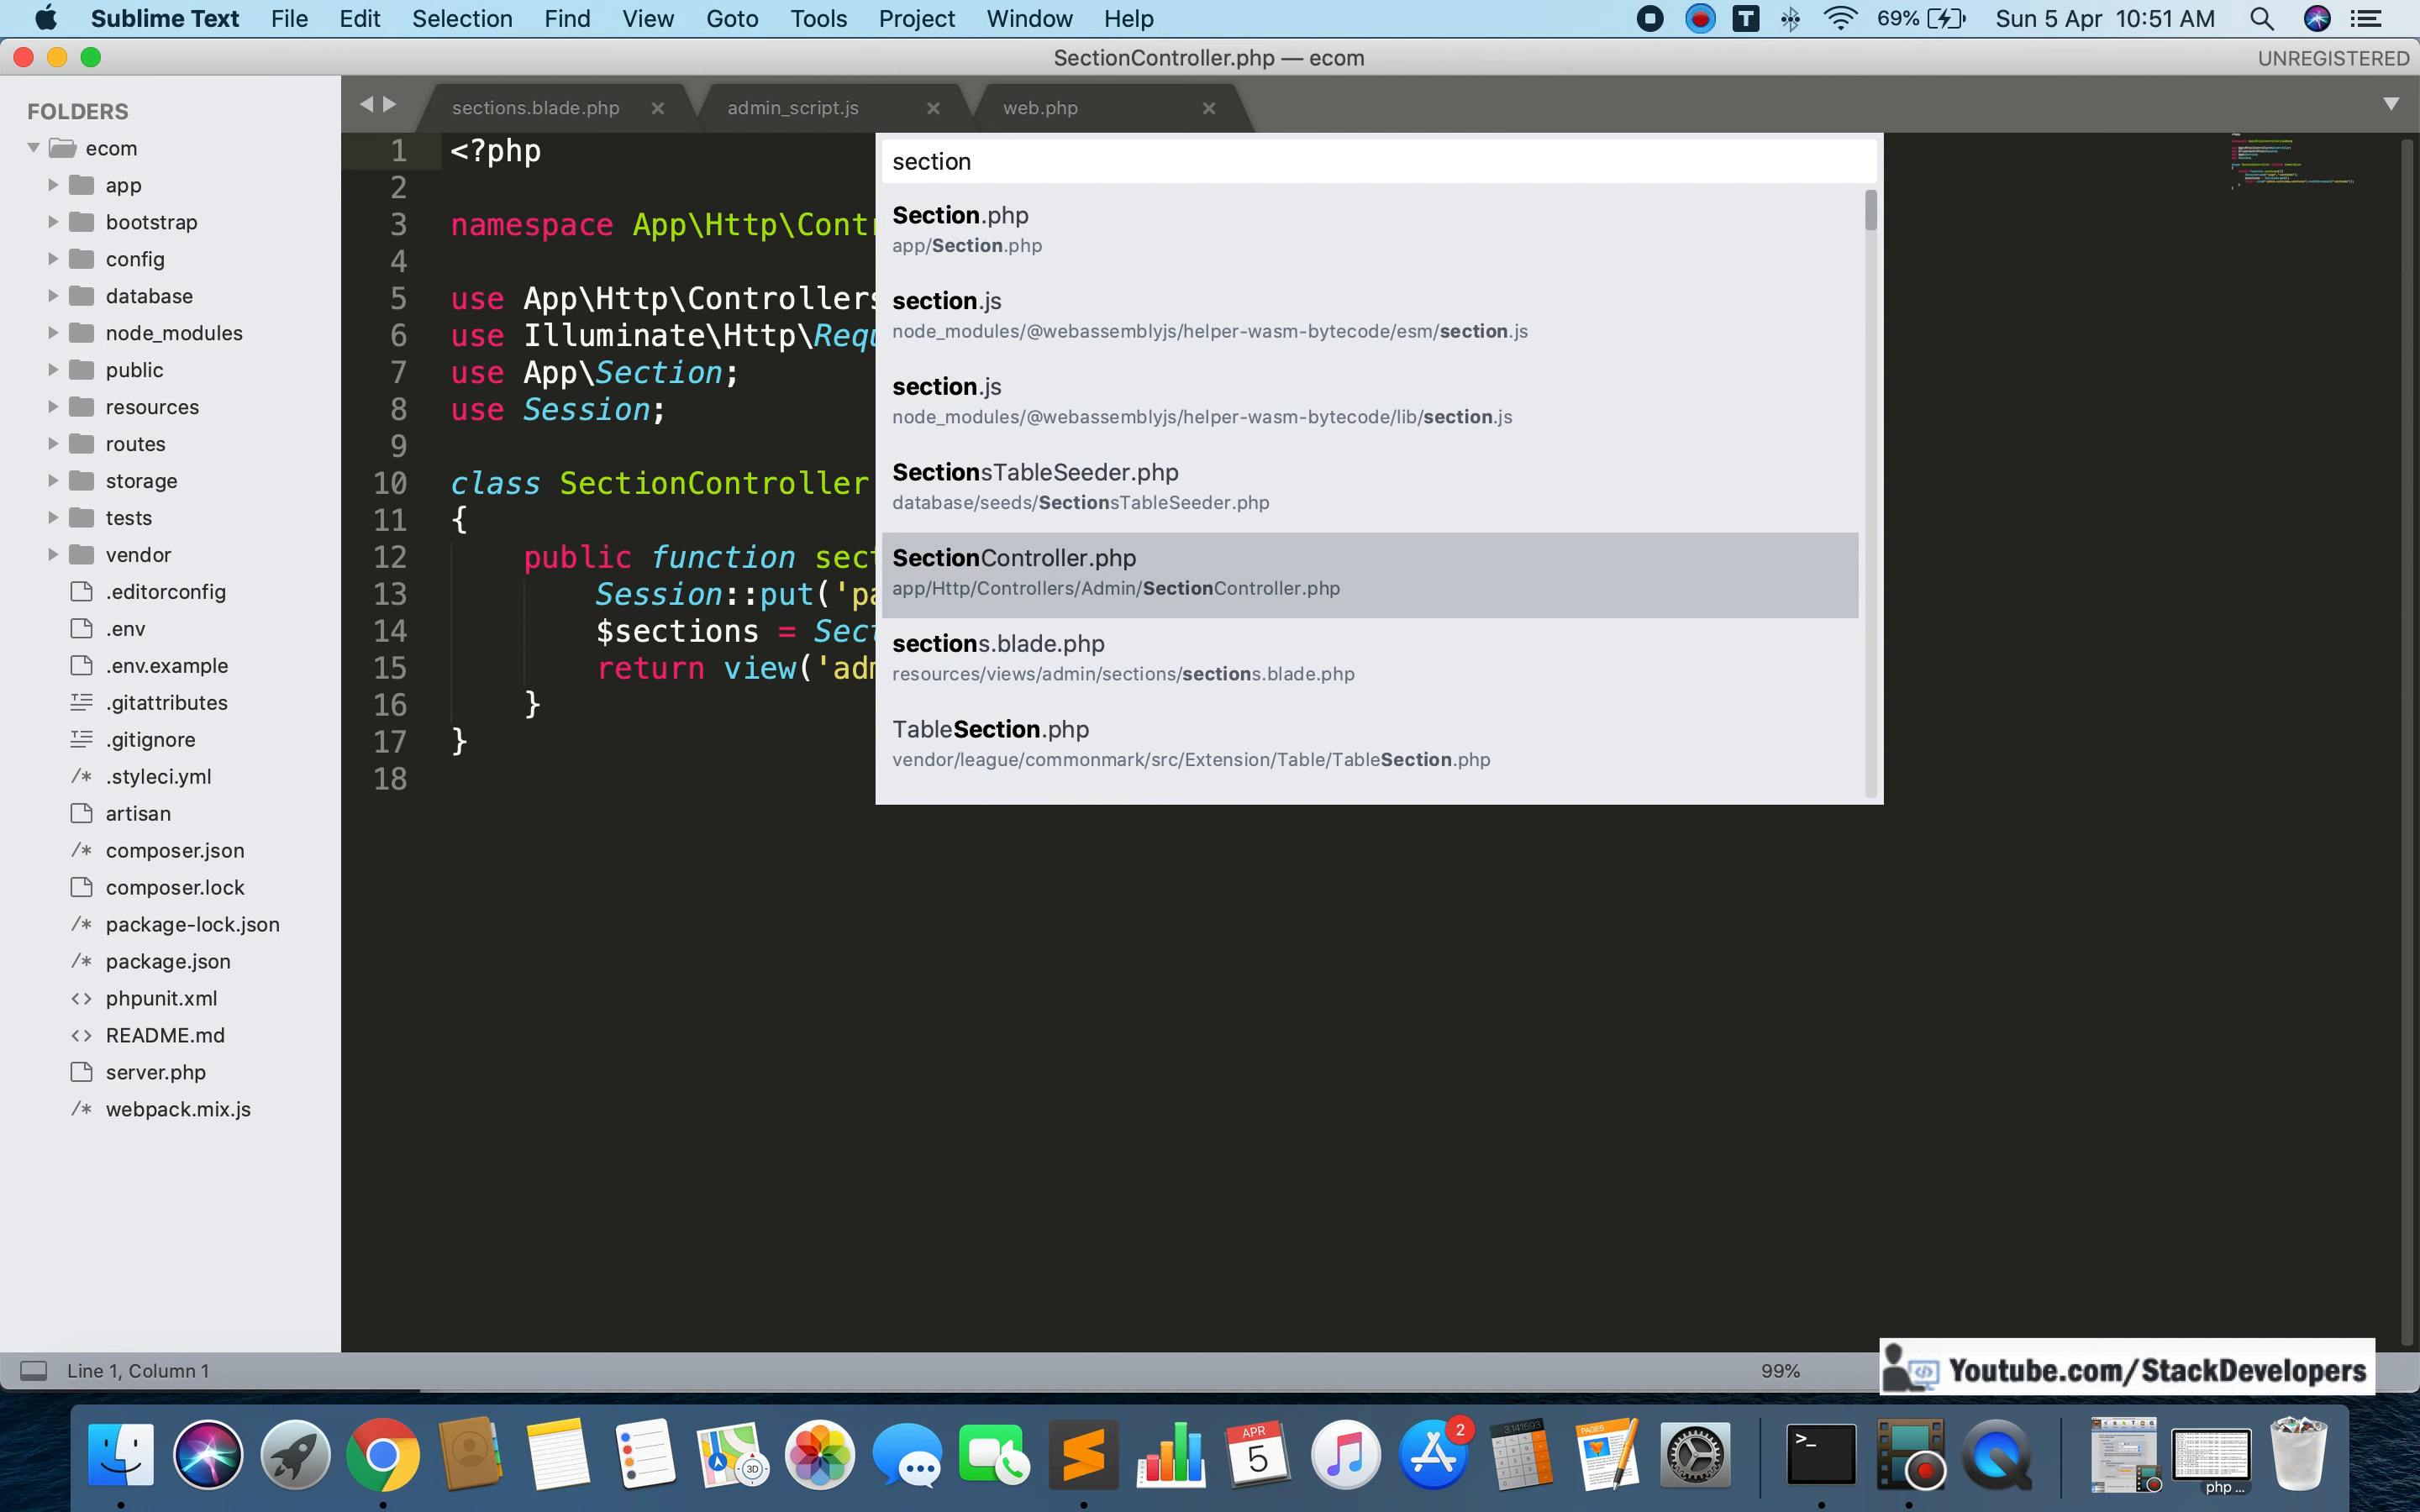 Sublime Text File Edit Selection Find View Goto Tools Project Window Help 69% Sun 5 Apr 10:51 AM
SectionController.php — ecom UNREGISTERED
FOLDERS
ecom
app
bootstrap
config
database
node_modules
public
resources
routes
storage
tests
vendor
.editorconfig
.env
.env.example
.gitattributes
.gitignore
.styleci.yml
artisan
composer.json
composer.lock
package-lock.json
package.json
phpunit.xml
README.md
server.php
webpack.mix.js
sections.blade.php admin_script.js web.php
1 <?php
2
3 namespace App\Http\Contr
4
5 use App\Http\Controllers
6 use Illuminate\Http\Requ
7 use App\Section;
8 use Session;
9
10 class SectionController
11 {
12 public function sect
13 Session::put('pa
14 $sections = Sect
15 return view('adm
16 }
17 }
18
section
Section.php
app/Section.php
section.js
node_modules/@webassemblyjs/helper-wasm-bytecode/esm/section.js
section.js
node_modules/@webassemblyjs/helper-wasm-bytecode/lib/section.js
SectionsTableSeeder.php
database/seeds/SectionsTableSeeder.php
SectionController.php
app/Http/Controllers/Admin/SectionController.php
sections.blade.php
resources/views/admin/sections/sections.blade.php
TableSection.php
vendor/league/commonmark/src/Extension/Table/TableSection.php
Line 1, Column 1 99%
Youtube.com/StackDevelopers
3D
APR
5
2
3.141593
PAGES
>_
php ...